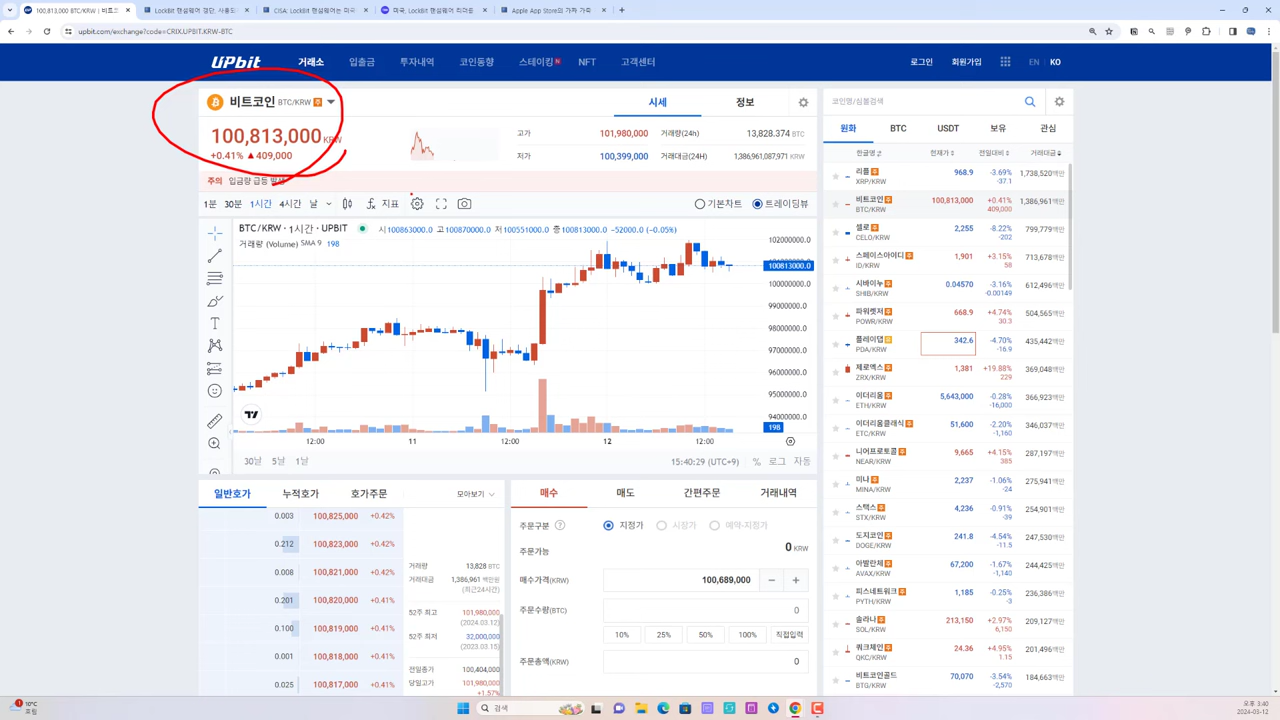 100,813,000 BTC/KRW | 비트코
LockBit 랜섬웨어 갱단, 사용되
CISA: LockBit 랜섬웨어는 미국
미국, LockBit 랜섬웨어 리더들
Apple App Store의 가짜 가죽
upbit.com/exchange?code=CRIX.UPBIT.KRW-BTC
UPbit 거래소 입출금 투자내역 코인동향 스테이킹 N NFT 고객센터 로그인 회원가입 EN KO
비트코인 BTC/KRW 주
시세 정보
100,813,000 KRW
+0.41% ▲ 409,000
고가 101,980,000 거래량(24h) 13,828.374 BTC
저가 100,399,000 거래대금(24H) 1,386,961,087,971 KRW
주의 입금량 급등
1분 30분 1시간 4시간 날 지표 기본차트 트레이딩뷰
BTC/KRW · 1시간 · UPBIT 시100863000.0 고100870000.0 저100551000.0 종100813000.0 -52000.0 (-0.05%)
거래량 (Volume) SMA 9 198
102000000.0
100813000.0
100000000.0
99000000.0
98000000.0
97000000.0
96000000.0
95000000.0
94000000.0
198
12:00 11 12:00 12 12:00
30날 5날 1날 15:40:29 (UTC+9) % 로그 자동
일반호가 누적호가 호가주문 모아보기
0.003 100,825,000 +0.42%
0.212 100,823,000 +0.42%
0.008 100,821,000 +0.42%
0.201 100,820,000 +0.42%
0.100 100,819,000 +0.42%
0.001 100,818,000 +0.42%
0.025 100,817,000 +0.41%
거래량 13,828 BTC
거래대금 1,386,961 백만원
(최근24시간)
52주 최고 101,980,000
(2024.03.12)
52주 최저 32,000,000
(2023.03.15)
전일종가 100,404,000
당일고가 101,980,000
+1.57%
매수 매도 간편주문 거래내역
주문구분 ? 지정가 시장가 예약-지정가
주문가능 0 KRW
매수가격(KRW) 100,689,000 − +
주문수량(BTC) 0
10% 25% 50% 100% 직접입력
주문총액(KRW) 0
코인명/심볼검색
원화 BTC USDT 보유 관심
한글명 현재가 전일대비 거래대금
리플 주 968.9 -3.69% 1,738,520백만
XRP/KRW -37.1
비트코인 주 100,813,000 +0.41% 1,386,961백만
BTC/KRW 409,000
셀로 주 2,255 -8.22% 799,779백만
CELO/KRW -202
스페이스아이디 주 1,901 +3.15% 713,678백만
ID/KRW 58
시바이누 주 0.04570 -3.16% 612,496백만
SHIB/KRW -0.00149
파워렛저 주 668.9 +4.74% 504,565백만
POWR/KRW 30.3
플레이댑 유 342.6 -4.70% 435,442백만
PDA/KRW -16.9
제로엑스 주 1,381 +19.88% 369,048백만
ZRX/KRW 229
이더리움 주 5,643,000 -0.28% 366,923백만
ETH/KRW -16,000
이더리움클래식 주 51,600 -2.20% 346,037백만
ETC/KRW -1,160
니어프로토콜 주 9,665 +4.15% 287,197백만
NEAR/KRW 385
미나 주 2,237 -1.06% 275,941백만
MINA/KRW -24
스택스 주 4,236 -0.91% 254,901백만
STX/KRW -39
도지코인 주 241.8 -4.54% 247,530백만
DOGE/KRW -11.5
아발란체 주 67,200 -1.67% 244,425백만
AVAX/KRW -1,140
피스네트워크 주 1,185 -0.25% 236,386백만
PYTH/KRW -3
솔라나 주 213,150 +2.97% 209,127백만
SOL/KRW 6,150
쿼크체인 주 24.36 +4.95% 201,496백만
QKC/KRW 1.15
비트코인골드 주 70,070 -3.54% 184,663백만
BTG/KRW -2,570
1 10°C
흐림
검색
오후 3:40
2024-03-12